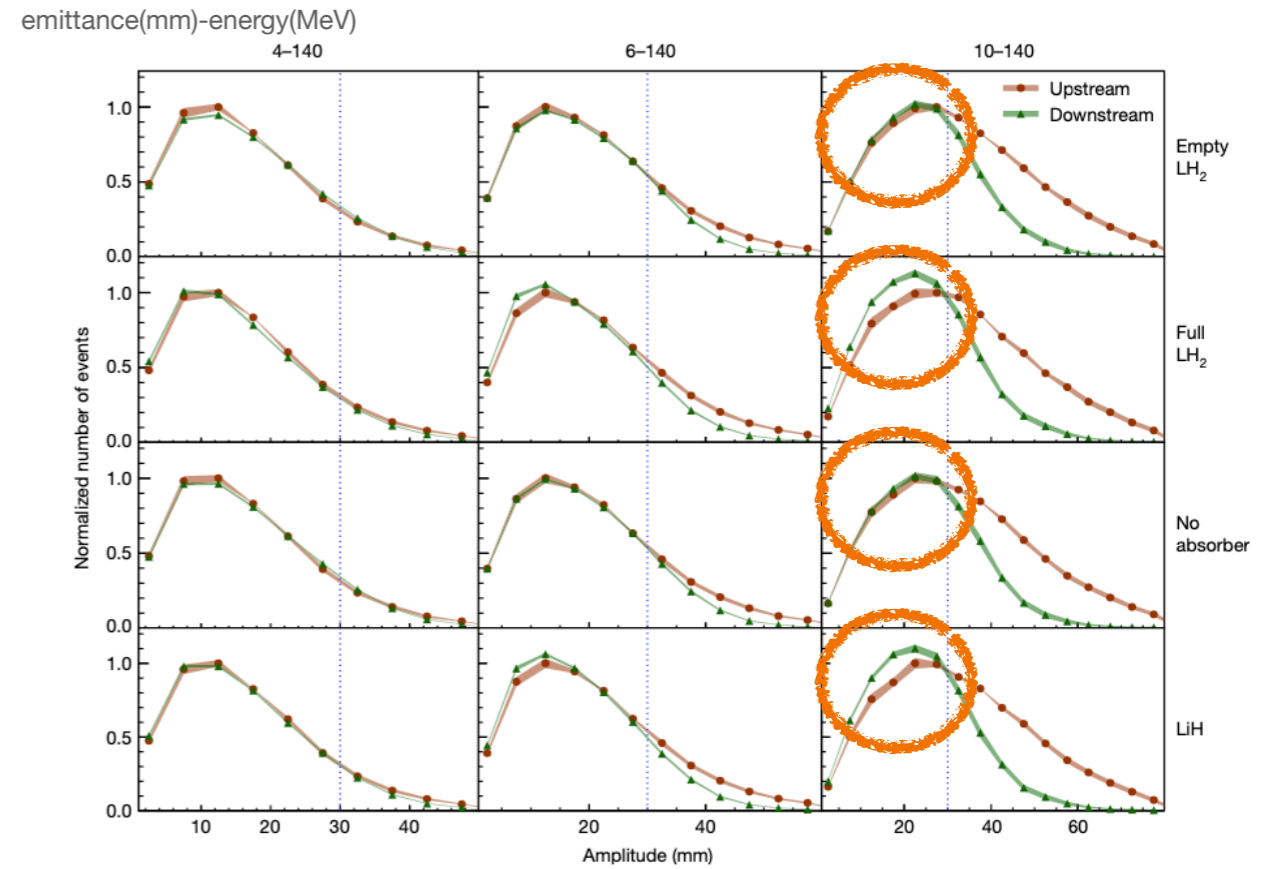 emittance(mm)-energy(MeV)
4–140
6–140
10–140
Upstream
Downstream
1.0
0.5
0.0
Empty
LH2
1.0
0.5
0.0
Full
LH2
1.0
0.5
0.0
No
absorber
1.0
0.5
0.0
LiH
Normalized number of events
10 20 30 40
20 40
20 40 60
Amplitude (mm)